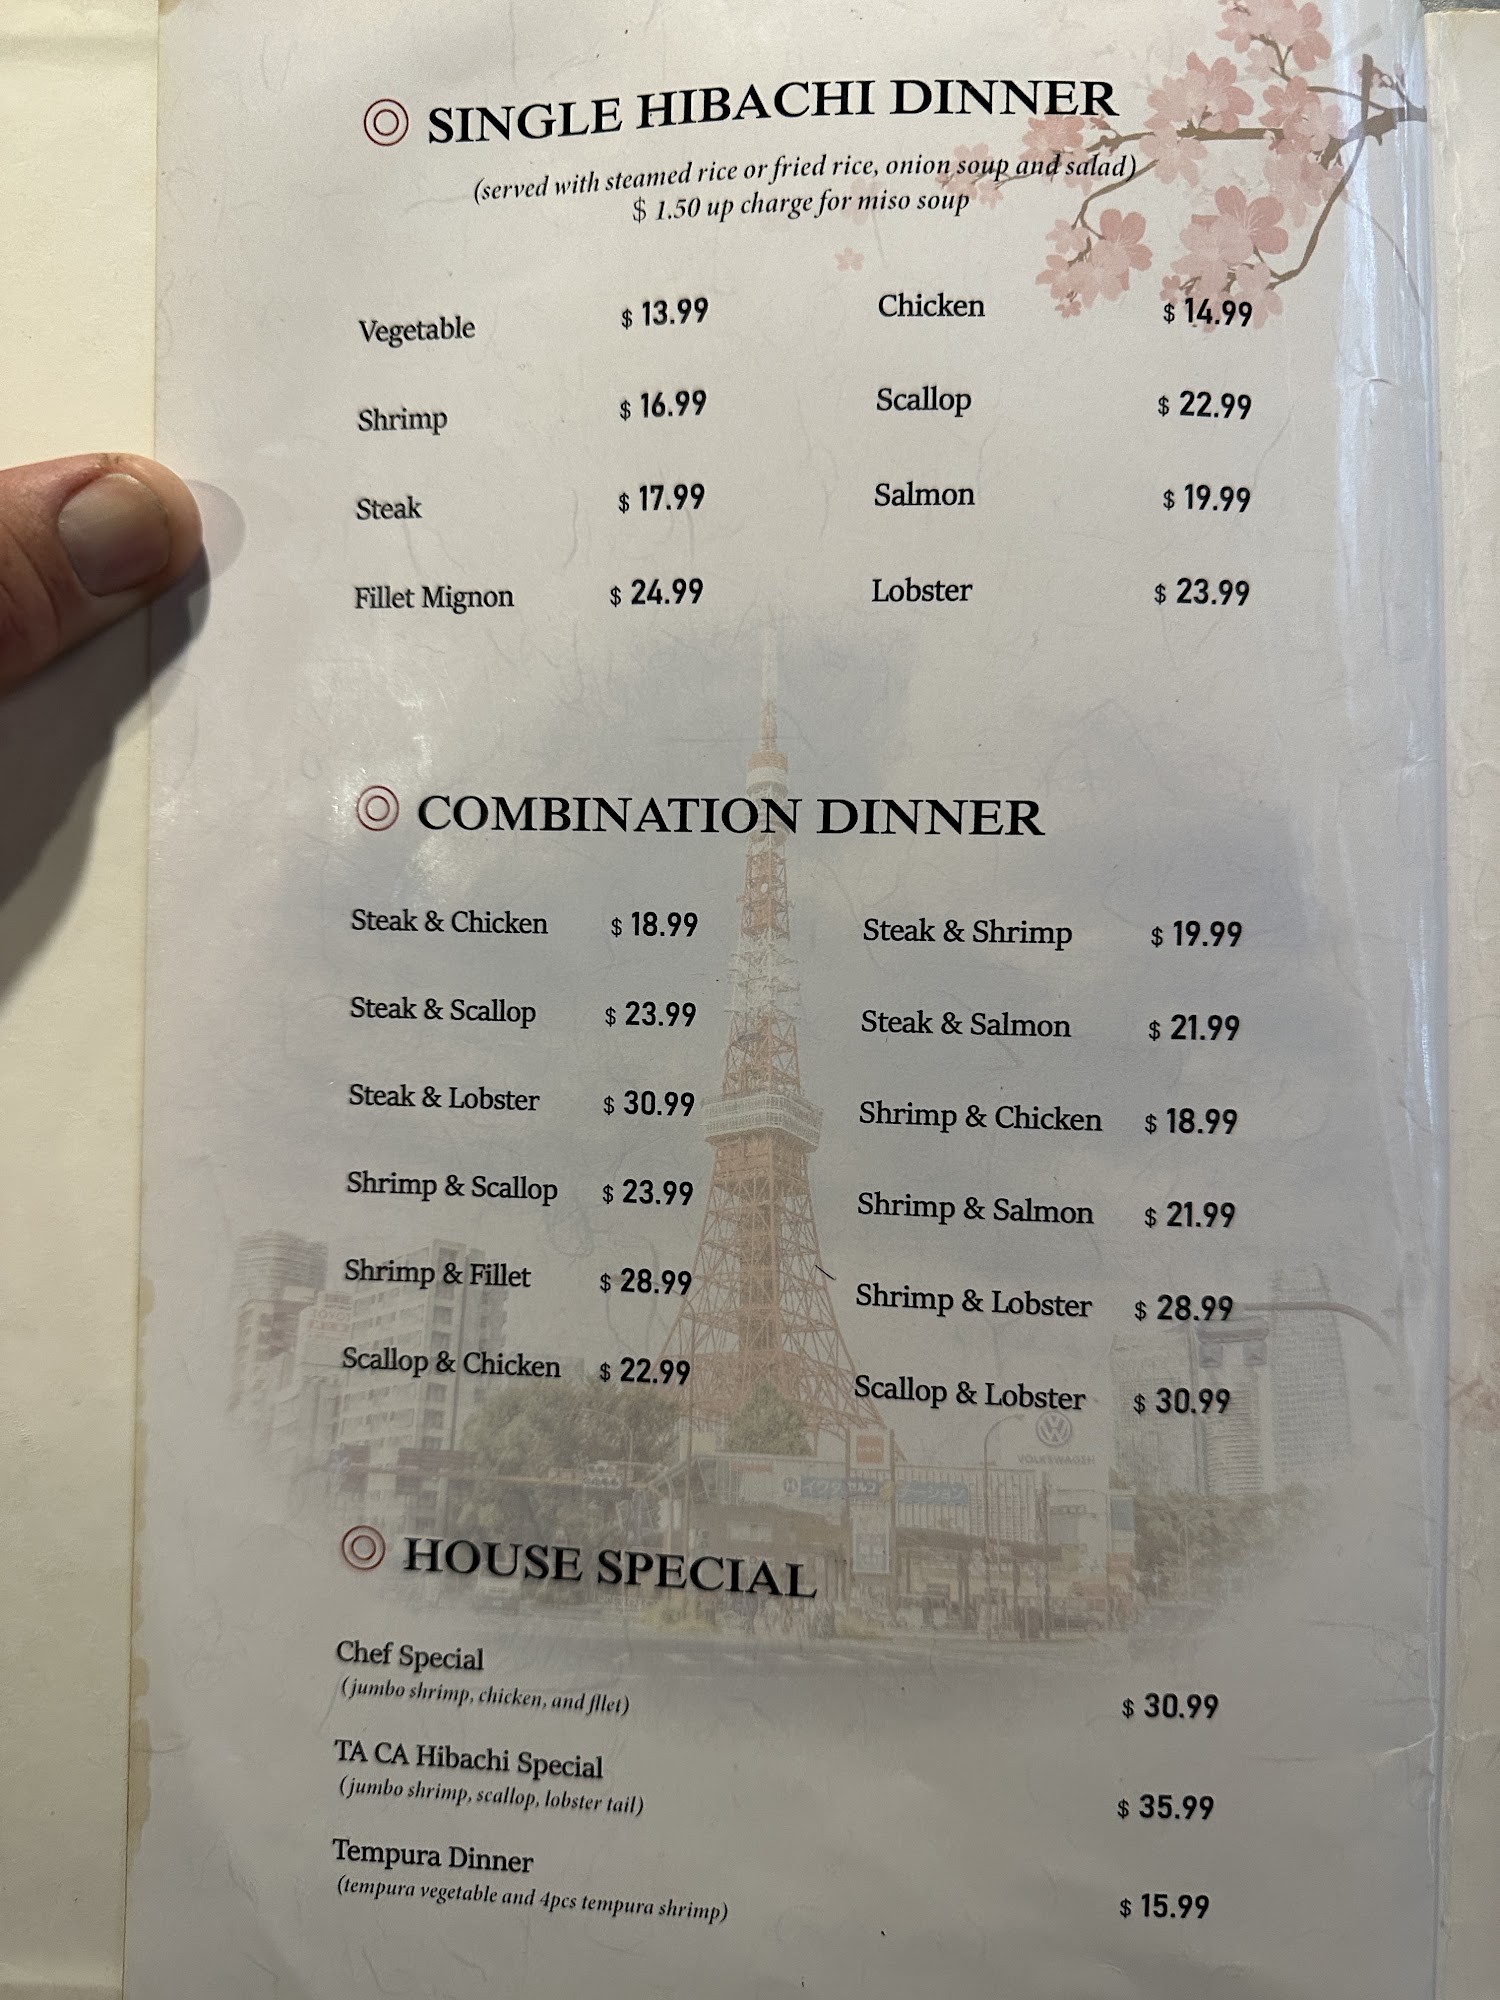 SINGLE HIBACHI DINNER
(served with steamed rice or fried rice, onion soup and salad)
$ 1.50 up charge for miso soup
Vegetable $ 13.99 Chicken $ 14.99
Shrimp $ 16.99 Scallop $ 22.99
Steak $ 17.99 Salmon $ 19.99
Fillet Mignon $ 24.99 Lobster $ 23.99
COMBINATION DINNER
Steak & Chicken $ 18.99 Steak & Shrimp $ 19.99
Steak & Scallop $ 23.99 Steak & Salmon $ 21.99
Steak & Lobster $ 30.99 Shrimp & Chicken $ 18.99
Shrimp & Scallop $ 23.99 Shrimp & Salmon $ 21.99
Shrimp & Fillet $ 28.99 Shrimp & Lobster $ 28.99
Scallop & Chicken $ 22.99 Scallop & Lobster $ 30.99
VOLKSWAGEN
HOUSE SPECIAL
Chef Special
(jumbo shrimp, chicken, and fllet) $ 30.99
TA CA Hibachi Special
(jumbo shrimp, scallop, lobster tail) $ 35.99
Tempura Dinner
(tempura vegetable and 4pcs tempura shrimp) $ 15.99